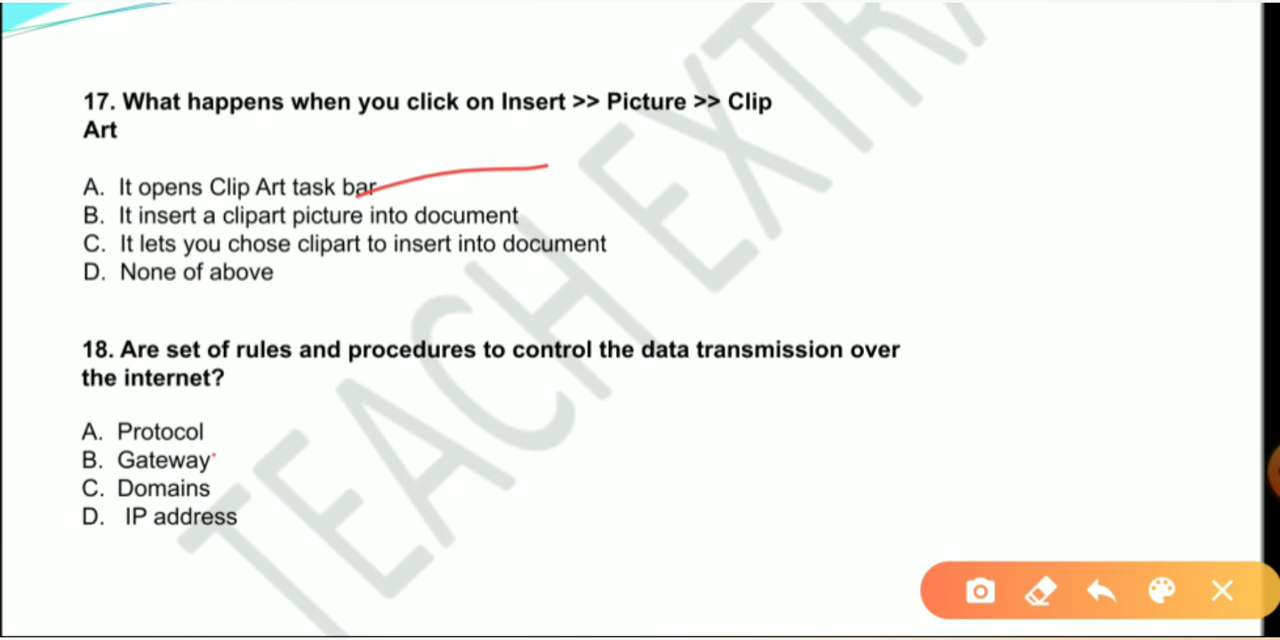 17. What happens when you click on Insert >> Picture >> Clip
Art
A. It opens Clip Art task bar
B. It insert a clipart picture into document
C. It lets you chose clipart to insert into document
D. None of above
18. Are set of rules and procedures to control the data transmission over
the internet?
A. Protocol
B. Gateway
C. Domains
D. IP address
TEACH EXTRA